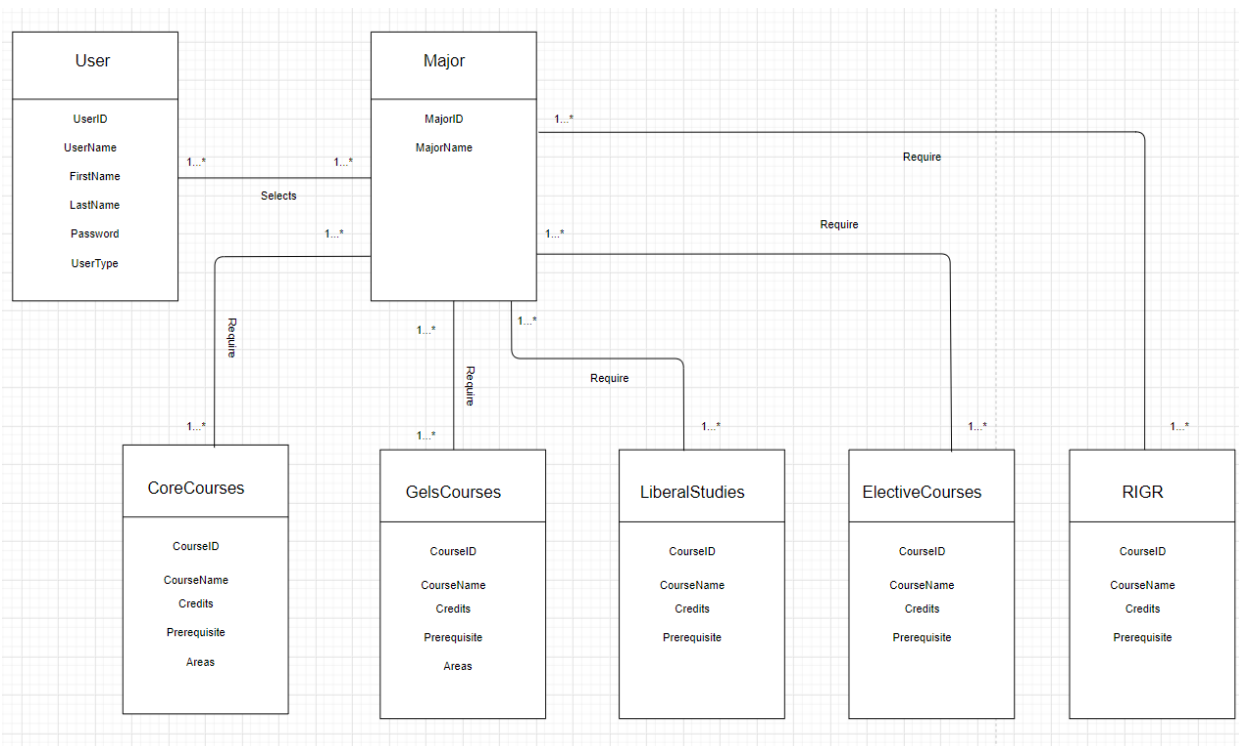 User
UserID
UserName
FirstName
LastName
Password
UserType
Major
MajorID
MajorName
1...*
1...*
Selects
1...*
Require
1...*
1...*
Require
1...*
1...*
Require
1...*
1...*
Require
1...*
1...*
Require
1...*
CoreCourses
CourseID
CourseName
Credits
Prerequisite
Areas
GelsCourses
CourseID
CourseName
Credits
Prerequisite
Areas
LiberalStudies
CourseID
CourseName
Credits
Prerequisite
ElectiveCourses
CourseID
CourseName
Credits
Prerequisite
RIGR
CourseID
CourseName
Credits
Prerequisite